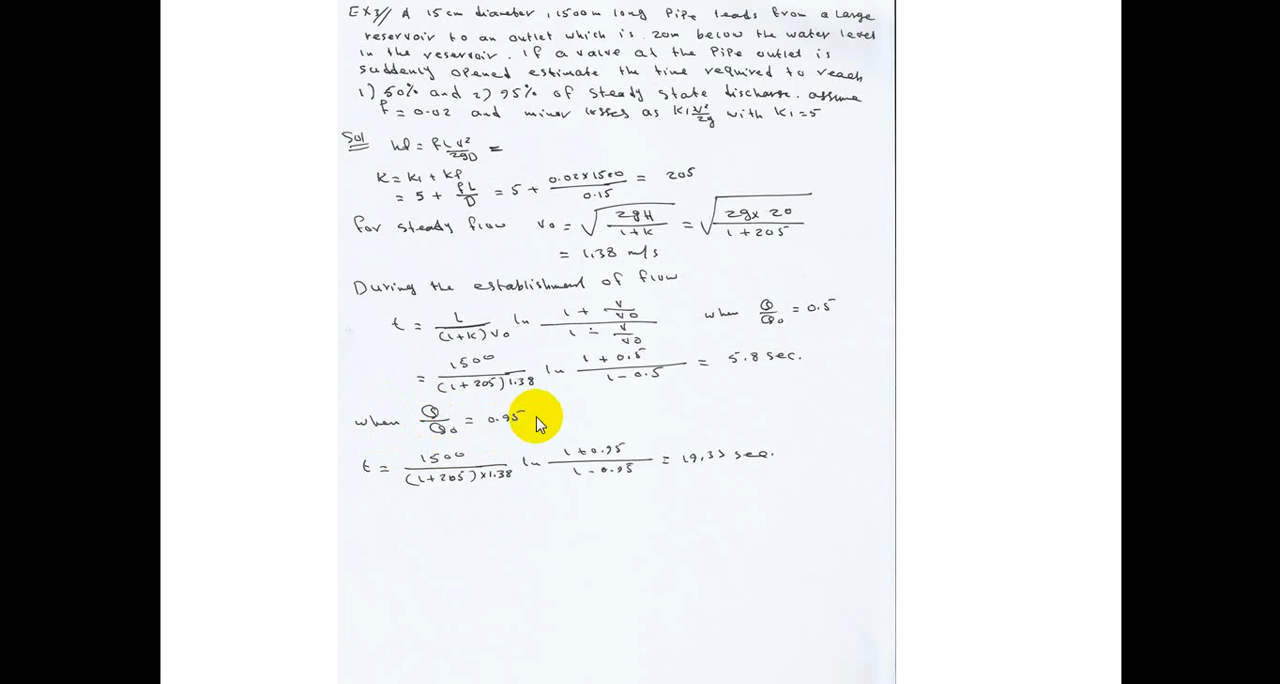 EX3// A 15cm diameter, 1500m long pipe leads from a large
reservoir to an outlet which is 20m below the water level
in the reservoir. If a valve at the pipe outlet is
suddenly opened estimate the time required to reach
1) 50% and 2) 95% of steady state discharge. assume
f = 0.02 and minor losses as K1 V²/2g with K1 = 5
Sol hf = f L V²/2gD =
K = K1 + Kf
= 5 + fL/D = 5 + 0.02×1500/0.15 = 205
For steady flow V0 = √(2gH/1+K) = √(2g×20/1+205)
= 1.38 m/s
During the establishment of flow
t = L/(1+K)V0 ln (1 + V/V0)/(1 - V/V0) when Q/Q0 = 0.5
= 1500/(1+205)1.38 ln (1+0.5)/(1-0.5) = 5.8 sec.
when Q/Q0 = 0.95
t = 1500/(1+205)×1.38 ln (1+0.95)/(1-0.95) = 19.33 sec.